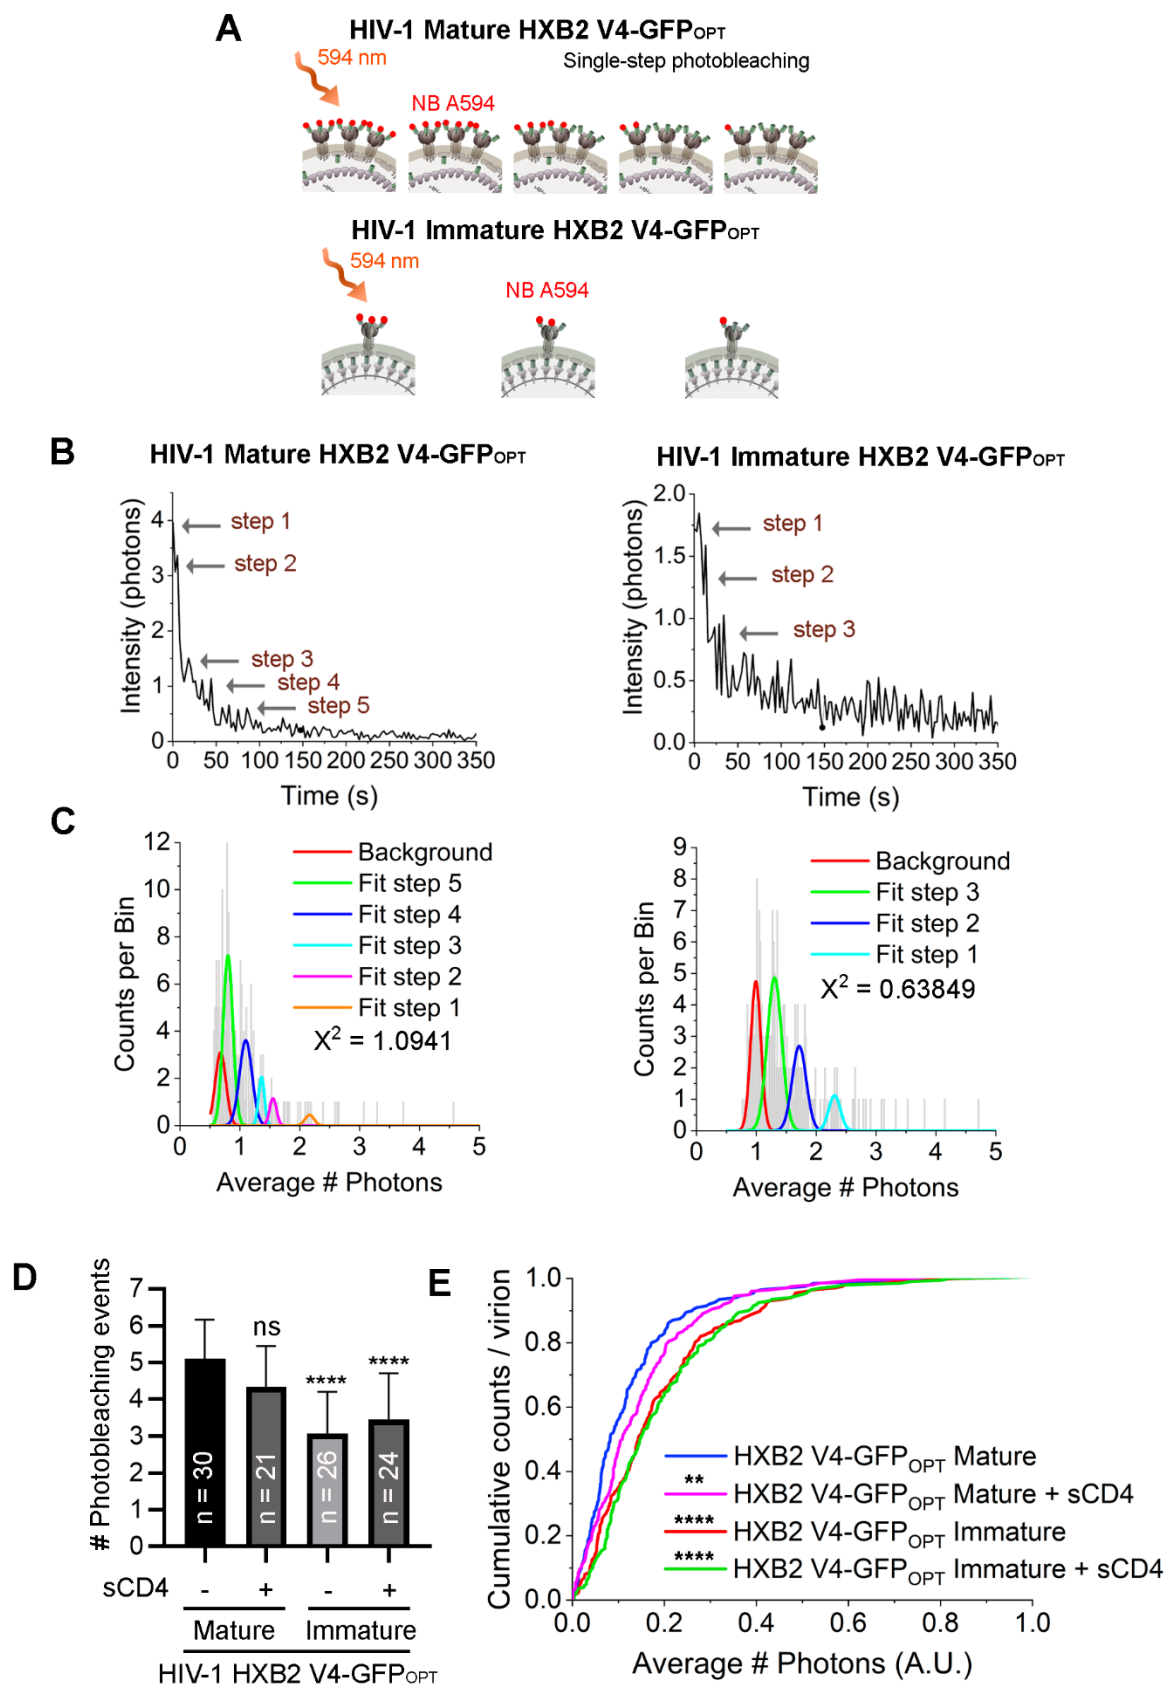 A
HIV-1 Mature HXB2 V4-GFPOPT
594 nm
Single-step photobleaching
NB A594
HIV-1 Immature HXB2 V4-GFPOPT
594 nm
NB A594
B
HIV-1 Mature HXB2 V4-GFPOPT
Intensity (photons)
4
3
2
1
0
step 1
step 2
step 3
step 4
step 5
0 50 100 150 200 250 300 350
Time (s)
HIV-1 Immature HXB2 V4-GFPOPT
Intensity (photons)
2.0
1.5
1.0
0.5
0.0
step 1
step 2
step 3
0 50 100 150 200 250 300 350
Time (s)
C
Counts per Bin
12
10
8
6
4
2
0
Background
Fit step 5
Fit step 4
Fit step 3
Fit step 2
Fit step 1
X² = 1.0941
0 1 2 3 4 5
Average # Photons
Counts per Bin
9
8
7
6
5
4
3
2
1
0
Background
Fit step 3
Fit step 2
Fit step 1
X² = 0.63849
0 1 2 3 4 5
Average # Photons
D
# Photobleaching events
7
6
5
4
3
2
1
0
ns
****
****
n = 30
n = 21
n = 26
n = 24
sCD4 - + - +
Mature Immature
HIV-1 HXB2 V4-GFPOPT
E
Cumulative counts / virion
1.0
0.8
0.6
0.4
0.2
0.0
HXB2 V4-GFPOPT Mature
** HXB2 V4-GFPOPT Mature + sCD4
**** HXB2 V4-GFPOPT Immature
**** HXB2 V4-GFPOPT Immature + sCD4
0.0 0.2 0.4 0.6 0.8 1.0
Average # Photons (A.U.)